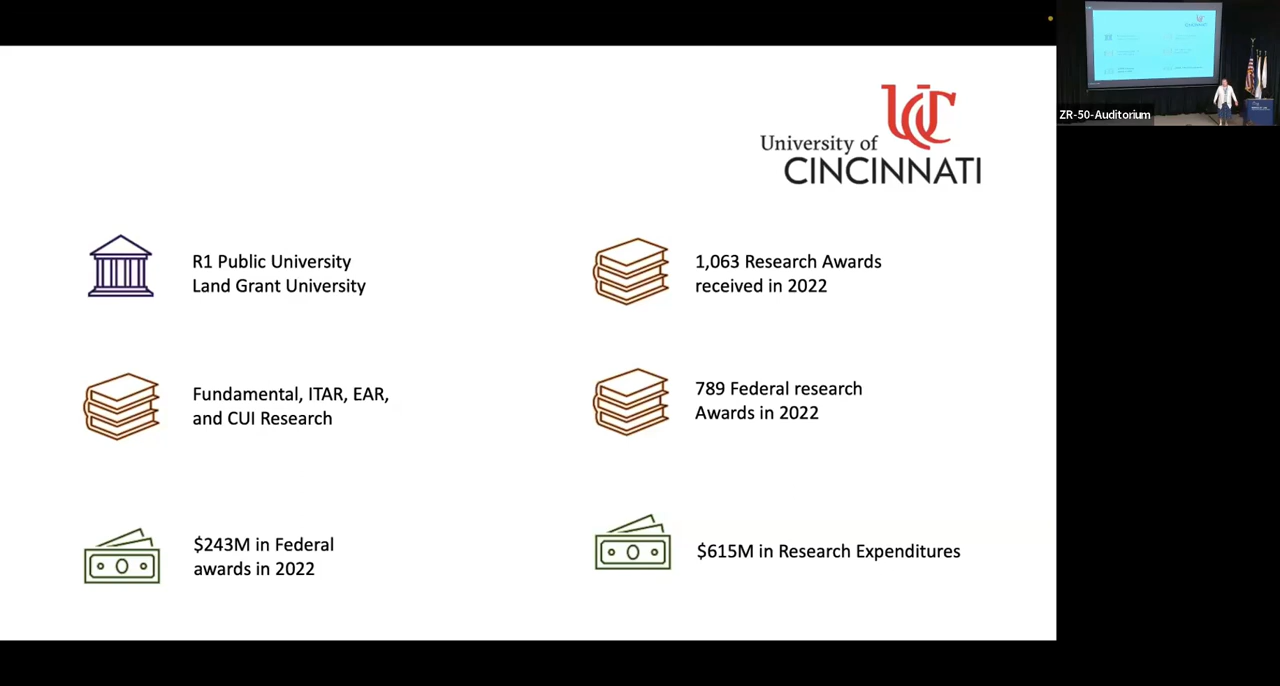 UC
University of
CINCINNATI
R1 Public University
Land Grant University
1,063 Research Awards
received in 2022
Fundamental, ITAR, EAR,
and CUI Research
789 Federal research
Awards in 2022
$243M in Federal
awards in 2022
$615M in Research Expenditures
ZR-50-Auditorium